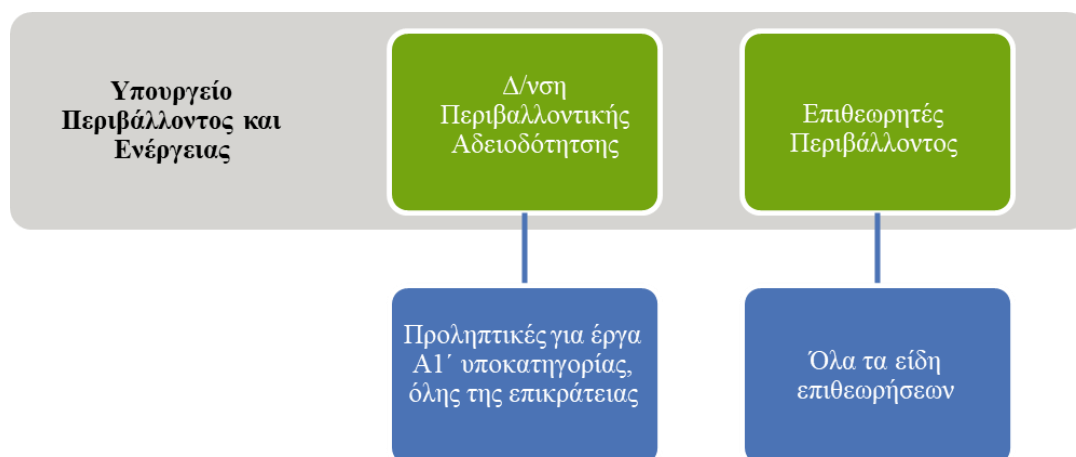 Υπουργείο
Περιβάλλοντος και
Ενέργειας
Δ/νση
Περιβαλλοντικής
Αδειοδότητσης
Επιθεωρητές
Περιβάλλοντος
Προληπτικές για έργα
Α1΄ υποκατηγορίας,
όλης της επικράτειας
Όλα τα είδη
επιθεωρήσεων